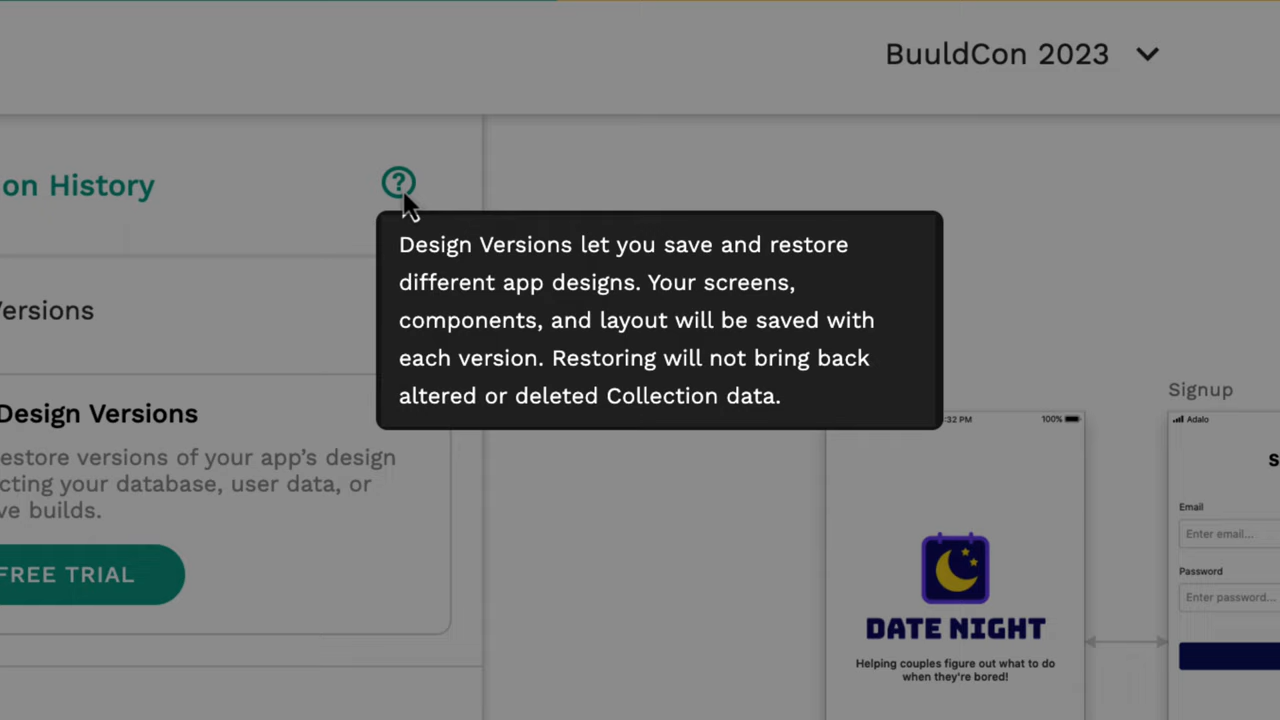 BuuldCon 2023
on History
Design Versions let you save and restore
different app designs. Your screens,
components, and layout will be saved with
each version. Restoring will not bring back
altered or deleted Collection data.
ersions
Design Versions
estore versions of your app's design
cting your database, user data, or
ve builds.
FREE TRIAL
:32 PM 100%
DATE NIGHT
Helping couples figure out what to do
when they're bored!
Signup
Adalo
S
Email
Enter email...
Password
Enter password...